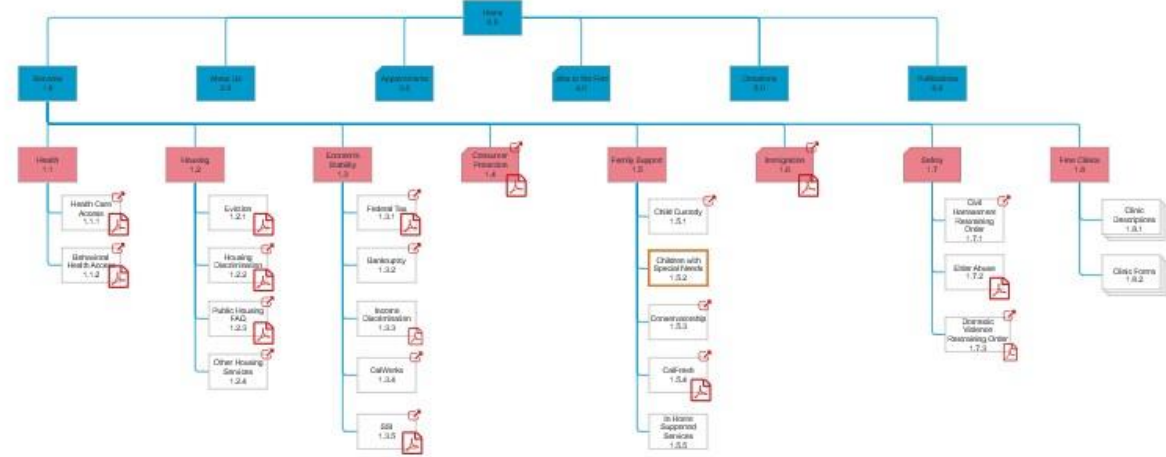 Home
0.0
Services
1.0
About Us
2.0
Appointments
3.0
4.0
Donations
5.0
Publications
6.0
Health
1.1
Housing
1.2
Economic
Stability
1.3
Consumer
Protection
1.4
Family Support
1.5
Immigration
1.6
Safety
1.7
Free Clinics
1.8
Health Care
Access
1.1.1
Behavioral
Health Access
1.1.2
Eviction
1.2.1
Housing
Discrimination
1.2.2
Public Housing
FAQ
1.2.3
Other Housing
Services
1.2.4
Federal Tax
1.3.1
Bankruptcy
1.3.2
Income
Discrimination
1.3.3
CalWorks
1.3.4
SSI
1.3.5
Child Custody
1.5.1
Children with
Special Needs
1.5.2
Conservatorship
1.5.3
CalFresh
1.5.4
In Home
Supported
Services
1.5.5
Civil
Harassment
Restraining
Order
1.7.1
Elder Abuse
1.7.2
Domestic
Violence
Restraining Order
1.7.3
Clinic
Descriptions
1.8.1
Clinic Forms
1.8.2